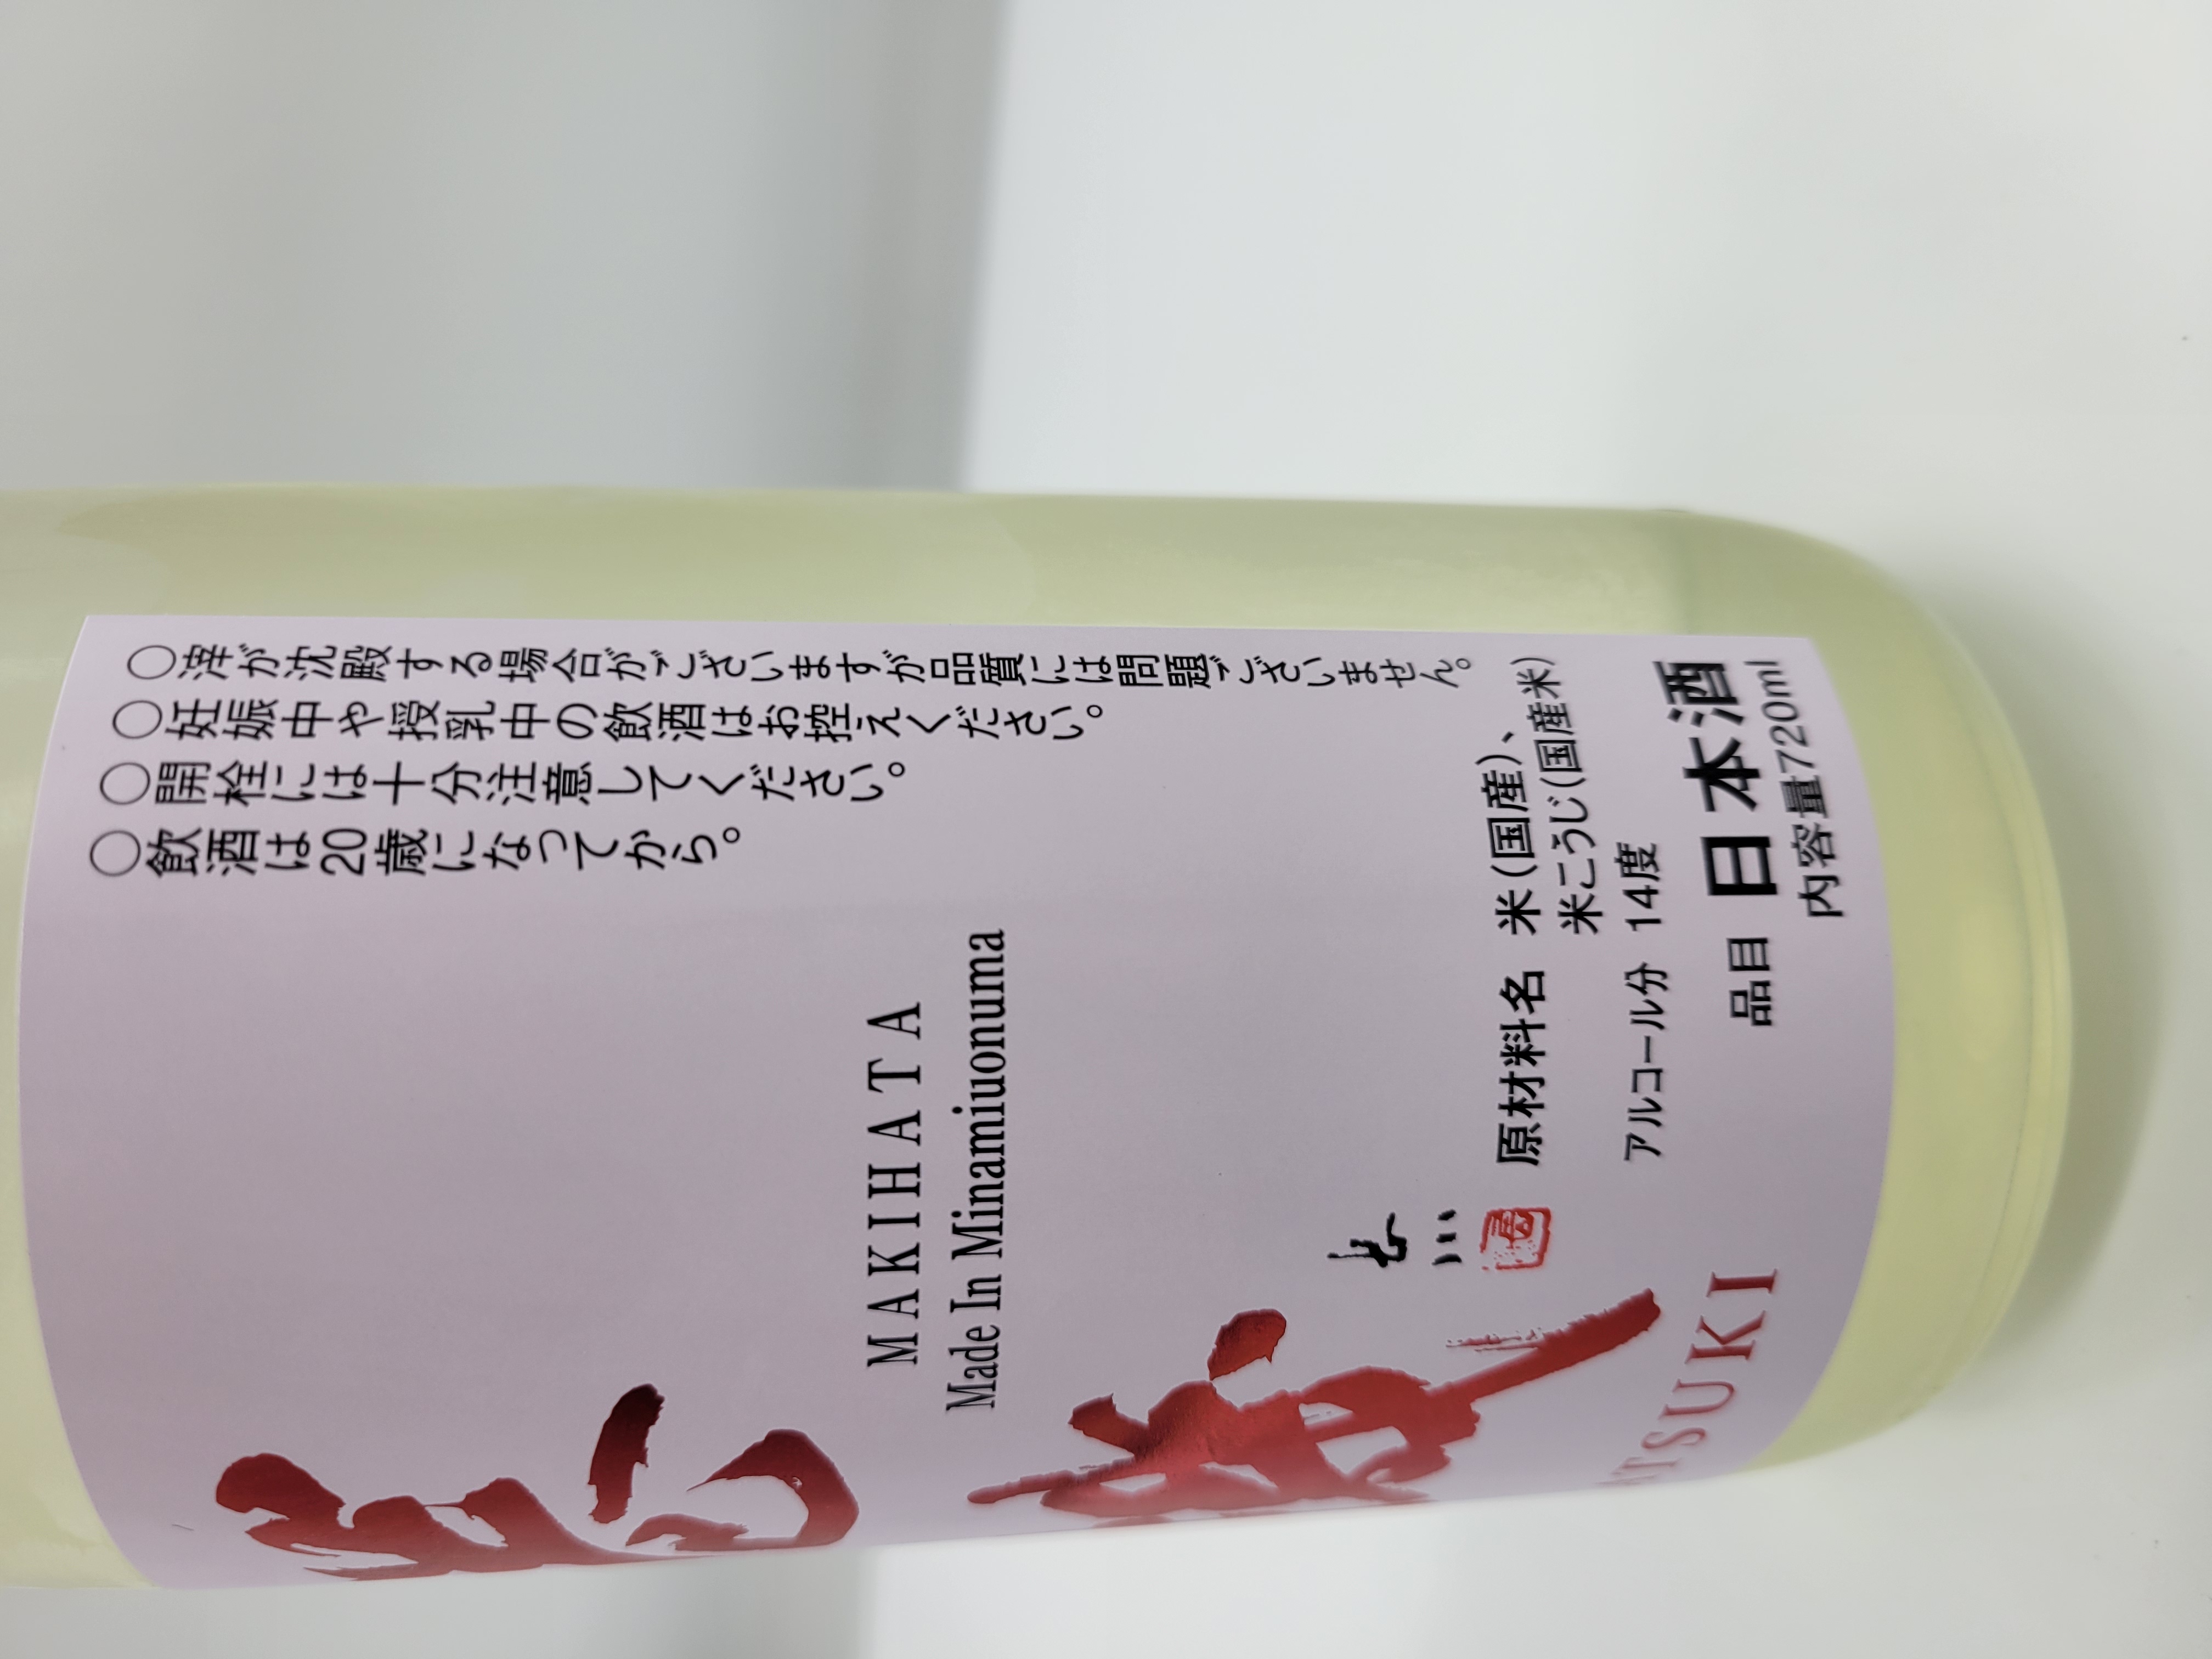 ○滓が沈殿する場合がございますが品質には問題ございません。
○妊娠中や授乳中の飲酒はお控えください。
○開栓には十分注意してください。
○飲酒は20歳になってから。
MAKIHATA
Made In Minamiuonuma
原材料名 米(国産)、
米こうじ(国産米)
アルコール分 14度
品目 日本酒
内容量720ml
TSUKI